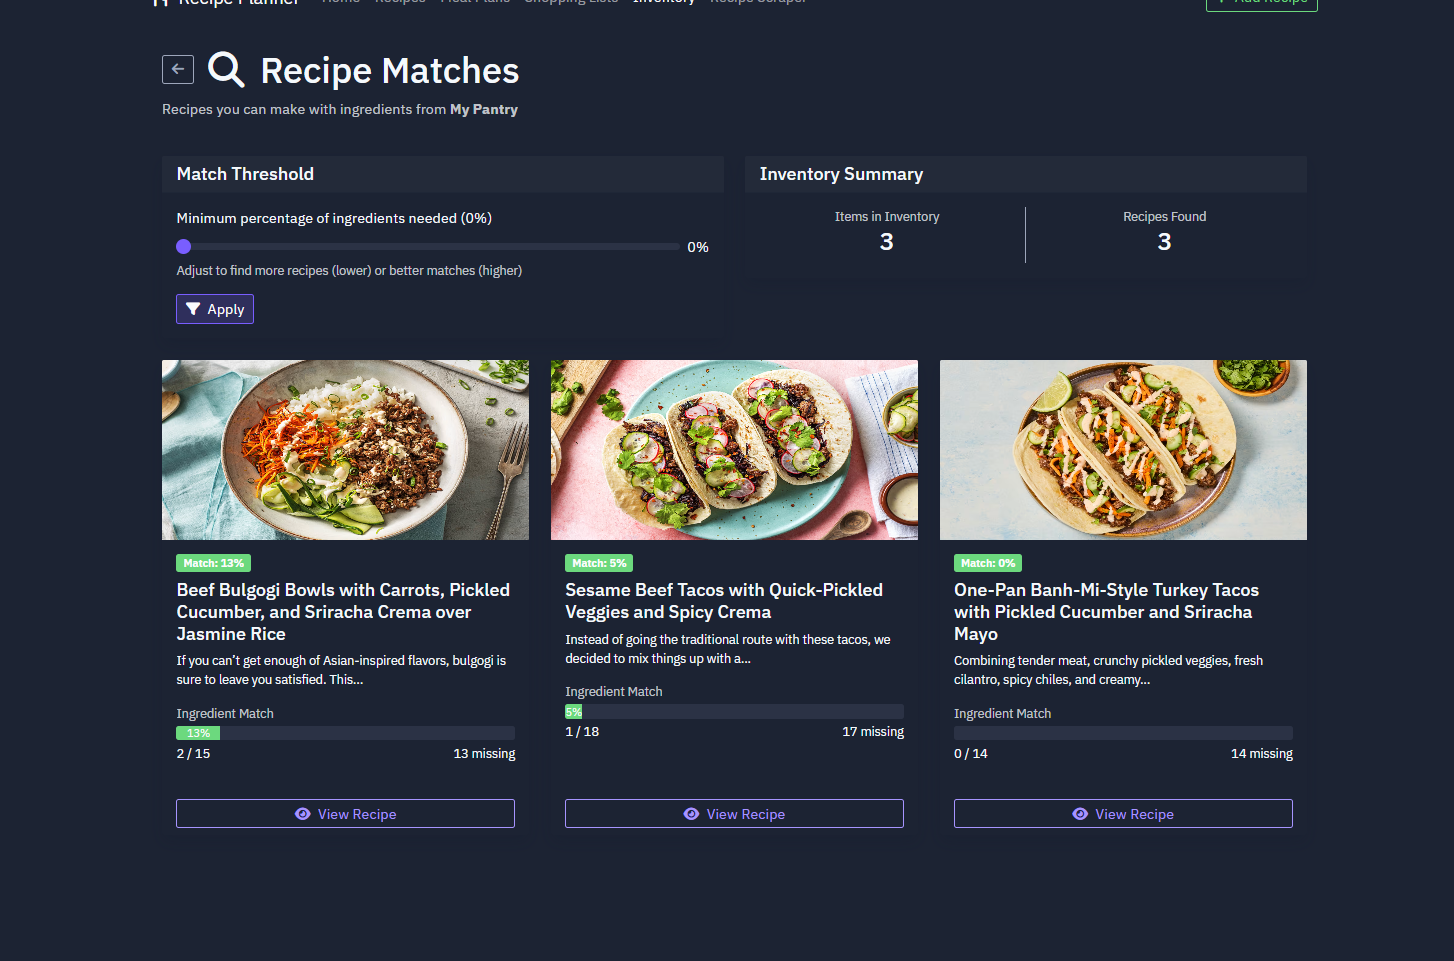 Recipe Planner Home Recipes Meal Plans Shopping Lists Inventory Recipe Scraper
+ Add Recipe
Recipe Matches
Recipes you can make with ingredients from My Pantry
Match Threshold
Minimum percentage of ingredients needed (0%)
0%
Adjust to find more recipes (lower) or better matches (higher)
Apply
Inventory Summary
Items in Inventory
3
Recipes Found
3
Match: 13%
Beef Bulgogi Bowls with Carrots, Pickled
Cucumber, and Sriracha Crema over
Jasmine Rice
If you can't get enough of Asian-inspired flavors, bulgogi is
sure to leave you satisfied. This...
Ingredient Match
13%
2 / 15 13 missing
View Recipe
Match: 5%
Sesame Beef Tacos with Quick-Pickled
Veggies and Spicy Crema
Instead of going the traditional route with these tacos, we
decided to mix things up with a...
Ingredient Match
5%
1 / 18 17 missing
View Recipe
Match: 0%
One-Pan Banh-Mi-Style Turkey Tacos
with Pickled Cucumber and Sriracha
Mayo
Combining tender meat, crunchy pickled veggies, fresh
cilantro, spicy chiles, and creamy...
Ingredient Match
0 / 14 14 missing
View Recipe